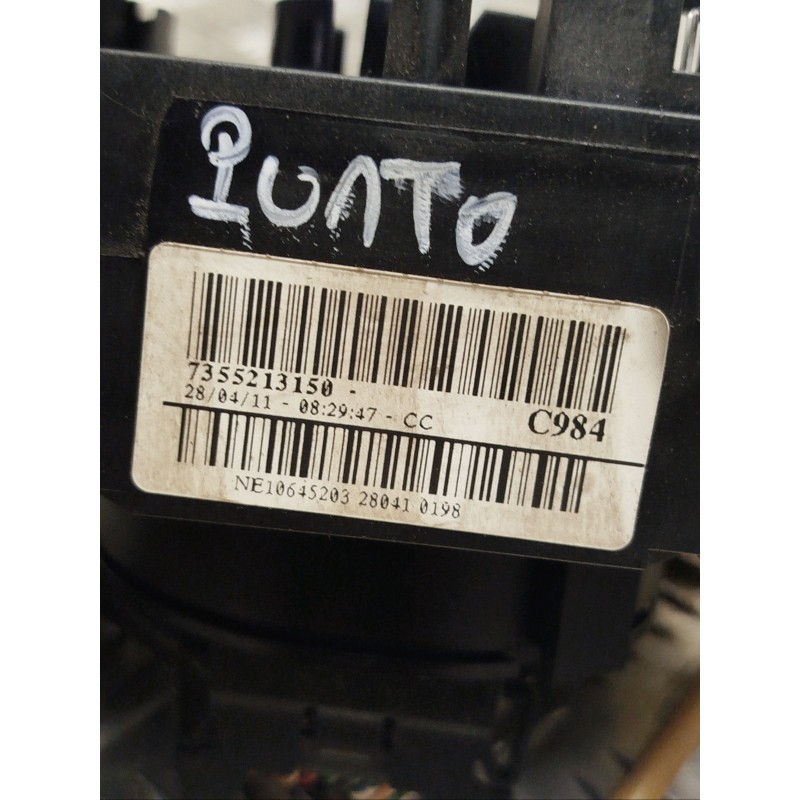 PUNTO
7355213150 -
28/04/11 - 08:29:47 - CC
C984
NE10645203 28041 0198